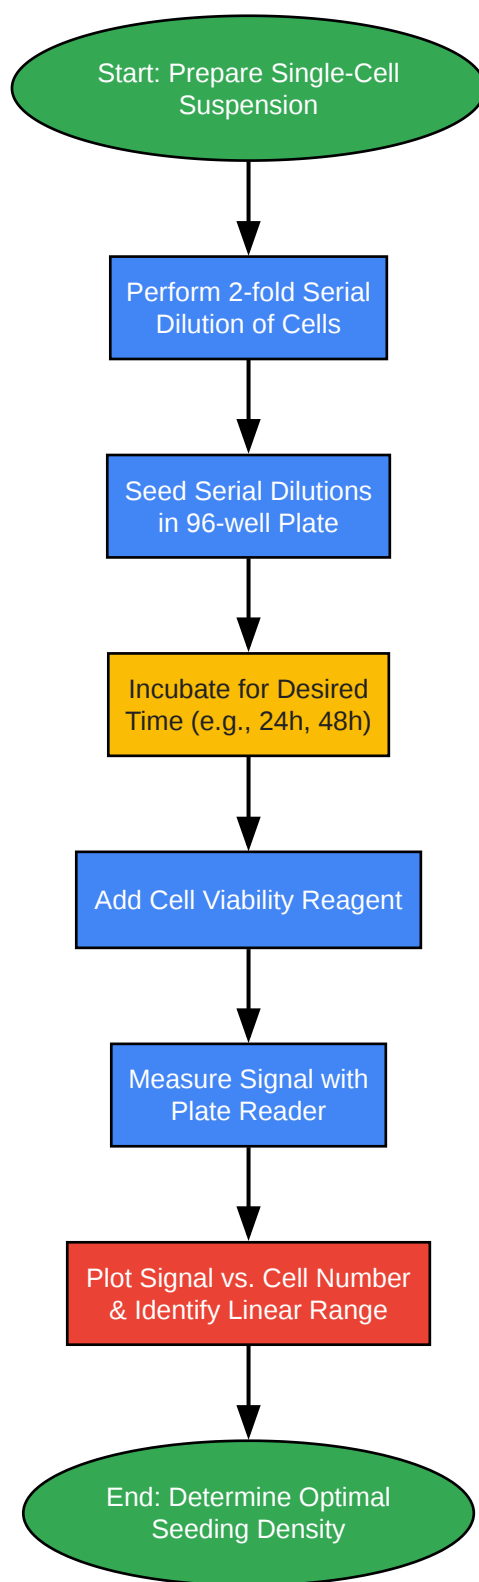 Start: Prepare Single-Cell
Suspension
Perform 2-fold Serial
Dilution of Cells
Seed Serial Dilutions
in 96-well Plate
Incubate for Desired
Time (e.g., 24h, 48h)
Add Cell Viability Reagent
Measure Signal with
Plate Reader
Plot Signal vs. Cell Number
& Identify Linear Range
End: Determine Optimal
Seeding Density